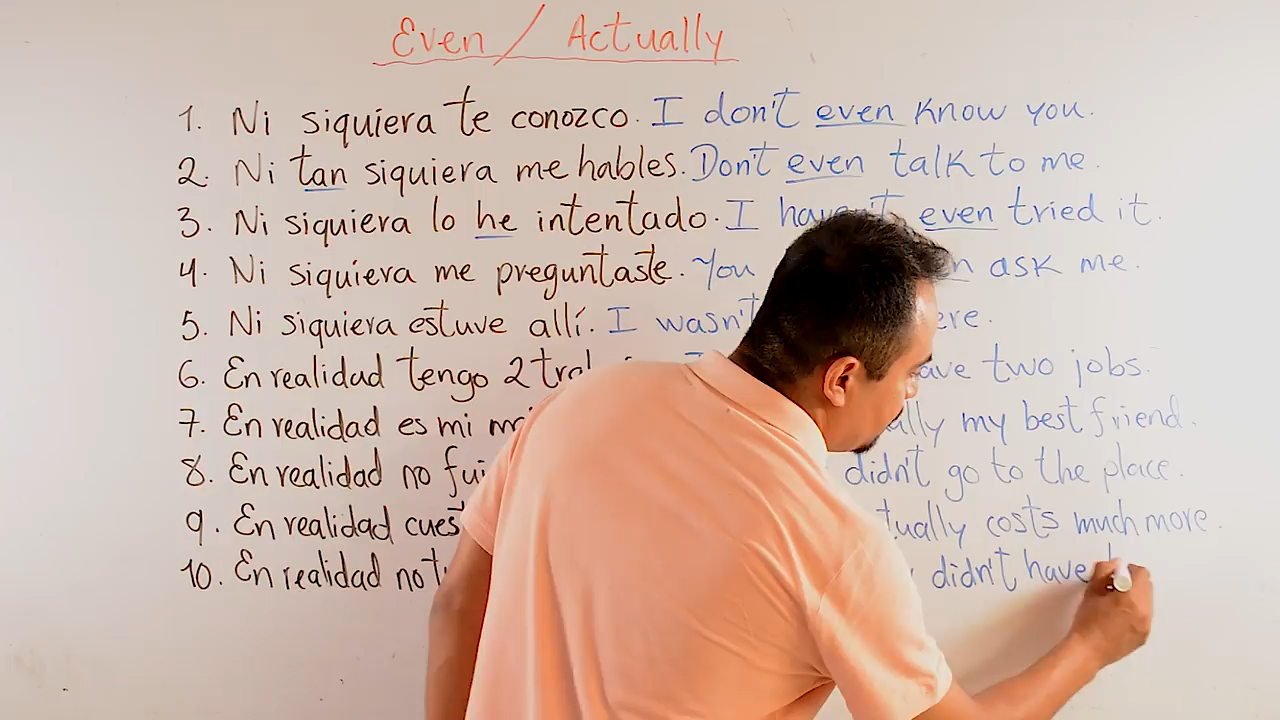 Even / Actually
1. Ni siquiera te conozco. I don't even know you.
2. Ni tan siquiera me hables. Don't even talk to me.
3. Ni siquiera lo he intentado. I haven't even tried it.
4. Ni siquiera me preguntaste. You ask me.
5. Ni siquiera estuve allí. I wasn't
6. En realidad tengo 2 two jobs.
7. En realidad es mi my best friend.
8. En realidad no fui didn't go to the place.
9. En realidad costs much more.
10. En realidad no didn't have